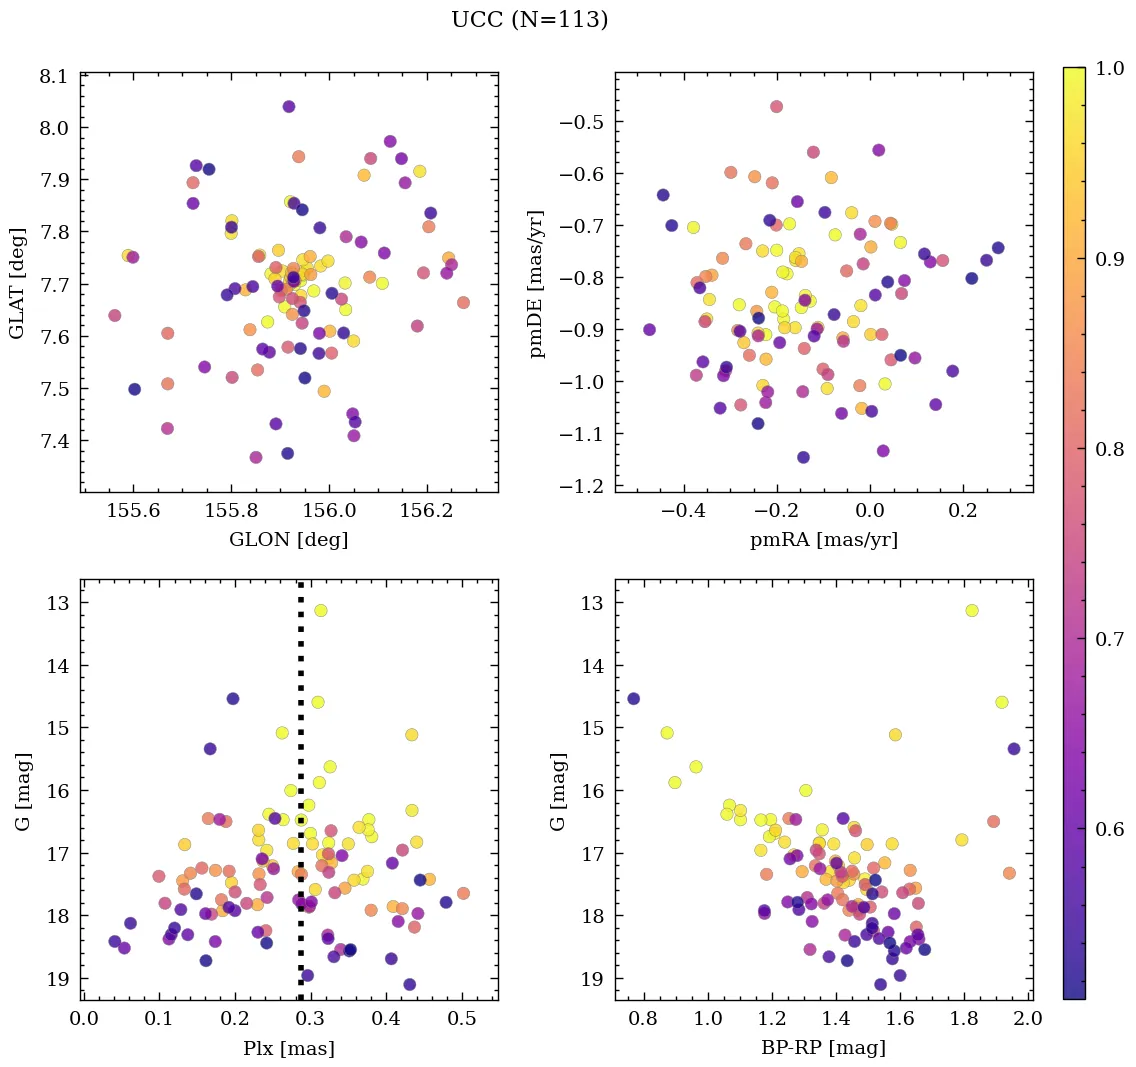 UCC (N=113)
8.1
8.0
7.9
7.8
7.7
7.6
7.5
7.4
GLAT [deg]
155.6 155.8 156.0 156.2
GLON [deg]
−0.5
−0.6
−0.7
−0.8
−0.9
−1.0
−1.1
−1.2
pmDE [mas/yr]
−0.4 −0.2 0.0 0.2
pmRA [mas/yr]
13
14
15
16
17
18
19
G [mag]
0.0 0.1 0.2 0.3 0.4 0.5
Plx [mas]
13
14
15
16
17
18
19
G [mag]
0.8 1.0 1.2 1.4 1.6 1.8 2.0
BP-RP [mag]
1.0
0.9
0.8
0.7
0.6